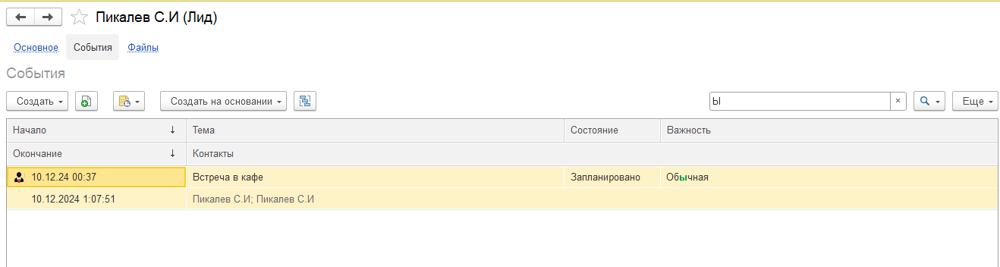 Пикалев С.И (Лид)
Основное События Файлы
События
Создать Создать на основании Ы × Еще
Начало ↓ Тема Состояние Важность
Окончание ↓ Контакты
10.12.24 00:37 Встреча в кафе Запланировано Обычная
10.12.2024 1:07:51 Пикалев С.И; Пикалев С.И